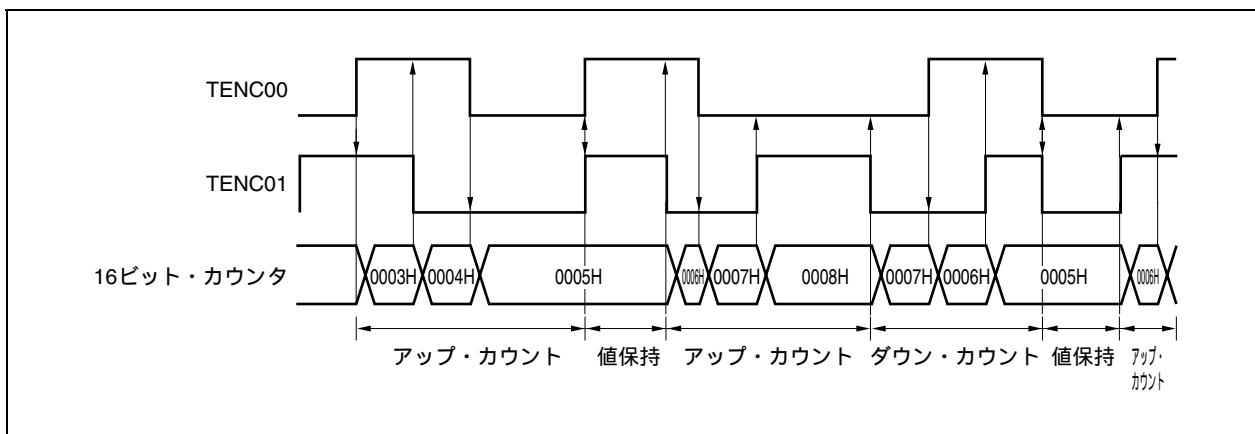 TENC00
TENC01
16ビット・カウンタ
0003H 0004H 0005H 0006H 0007H 0008H 0007H 0006H 0005H 0006H
アップ・カウント 値保持 アップ・カウント ダウン・カウント 値保持 アップ・
カウント